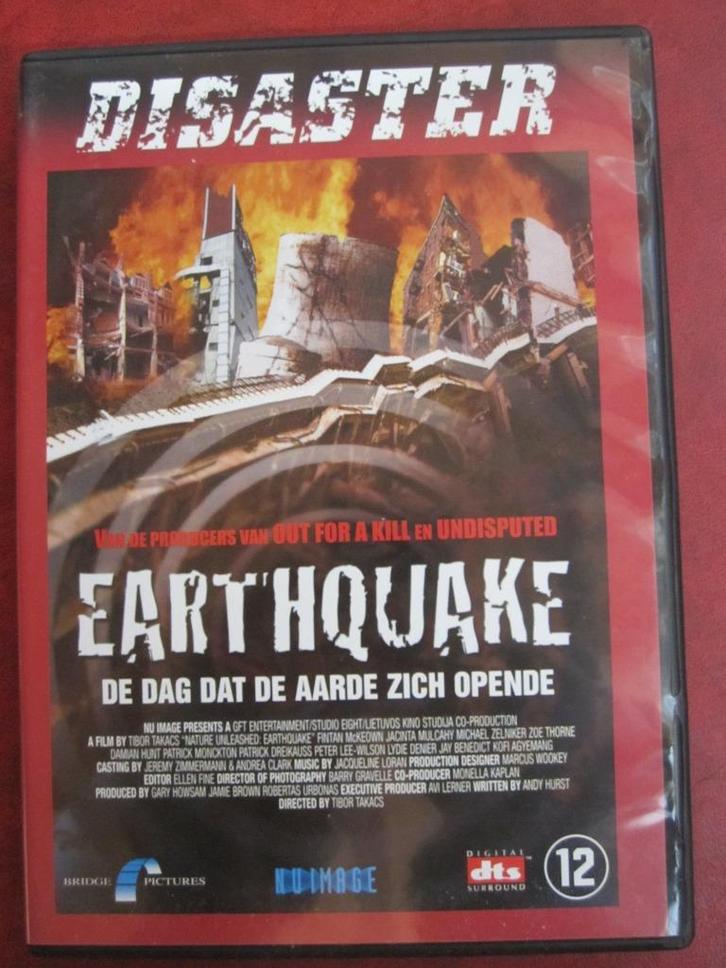 DISASTER
VAN DE PRODUCERS VAN OUT FOR A KILL EN UNDISPUTED
EARTHQUAKE
DE DAG DAT DE AARDE ZICH OPENDE
NU IMAGE PRESENTS A GFT ENTERTAINMENT/STUDIO EIGHT/LIETUVOS KINO STUDIJA CO-PRODUCTION
A FILM BY TIBOR TAKACS "NATURE UNLEASHED: EARTHQUAKE" FINTAN McKEOWN JACINTA MULCAHY MICHAEL ZELNIKER ZOE THORNE
DAMIAN HUNT PATRICK MONCKTON PATRICK DREIKAUSS PETER LEE-WILSON LYDIE DENIER JAY BENEDICT KOFI AGYEMANG
CASTING BY JEREMY ZIMMERMANN & ANDREA CLARK MUSIC BY JACQUELINE LORAN PRODUCTION DESIGNER MARCUS WOOKEY
EDITOR ELLEN FINE DIRECTOR OF PHOTOGRAPHY BARRY GRAVELLE CO-PRODUCER MONELLA KAPLAN
PRODUCED BY GARY HOWSAM JAMIE BROWN ROBERTAS URBONAS EXECUTIVE PRODUCER AVI LERNER WRITTEN BY ANDY HURST
DIRECTED BY TIBOR TAKACS
BRIDGE PICTURES
NU IMAGE
DIGITAL
dts™
SURROUND
12